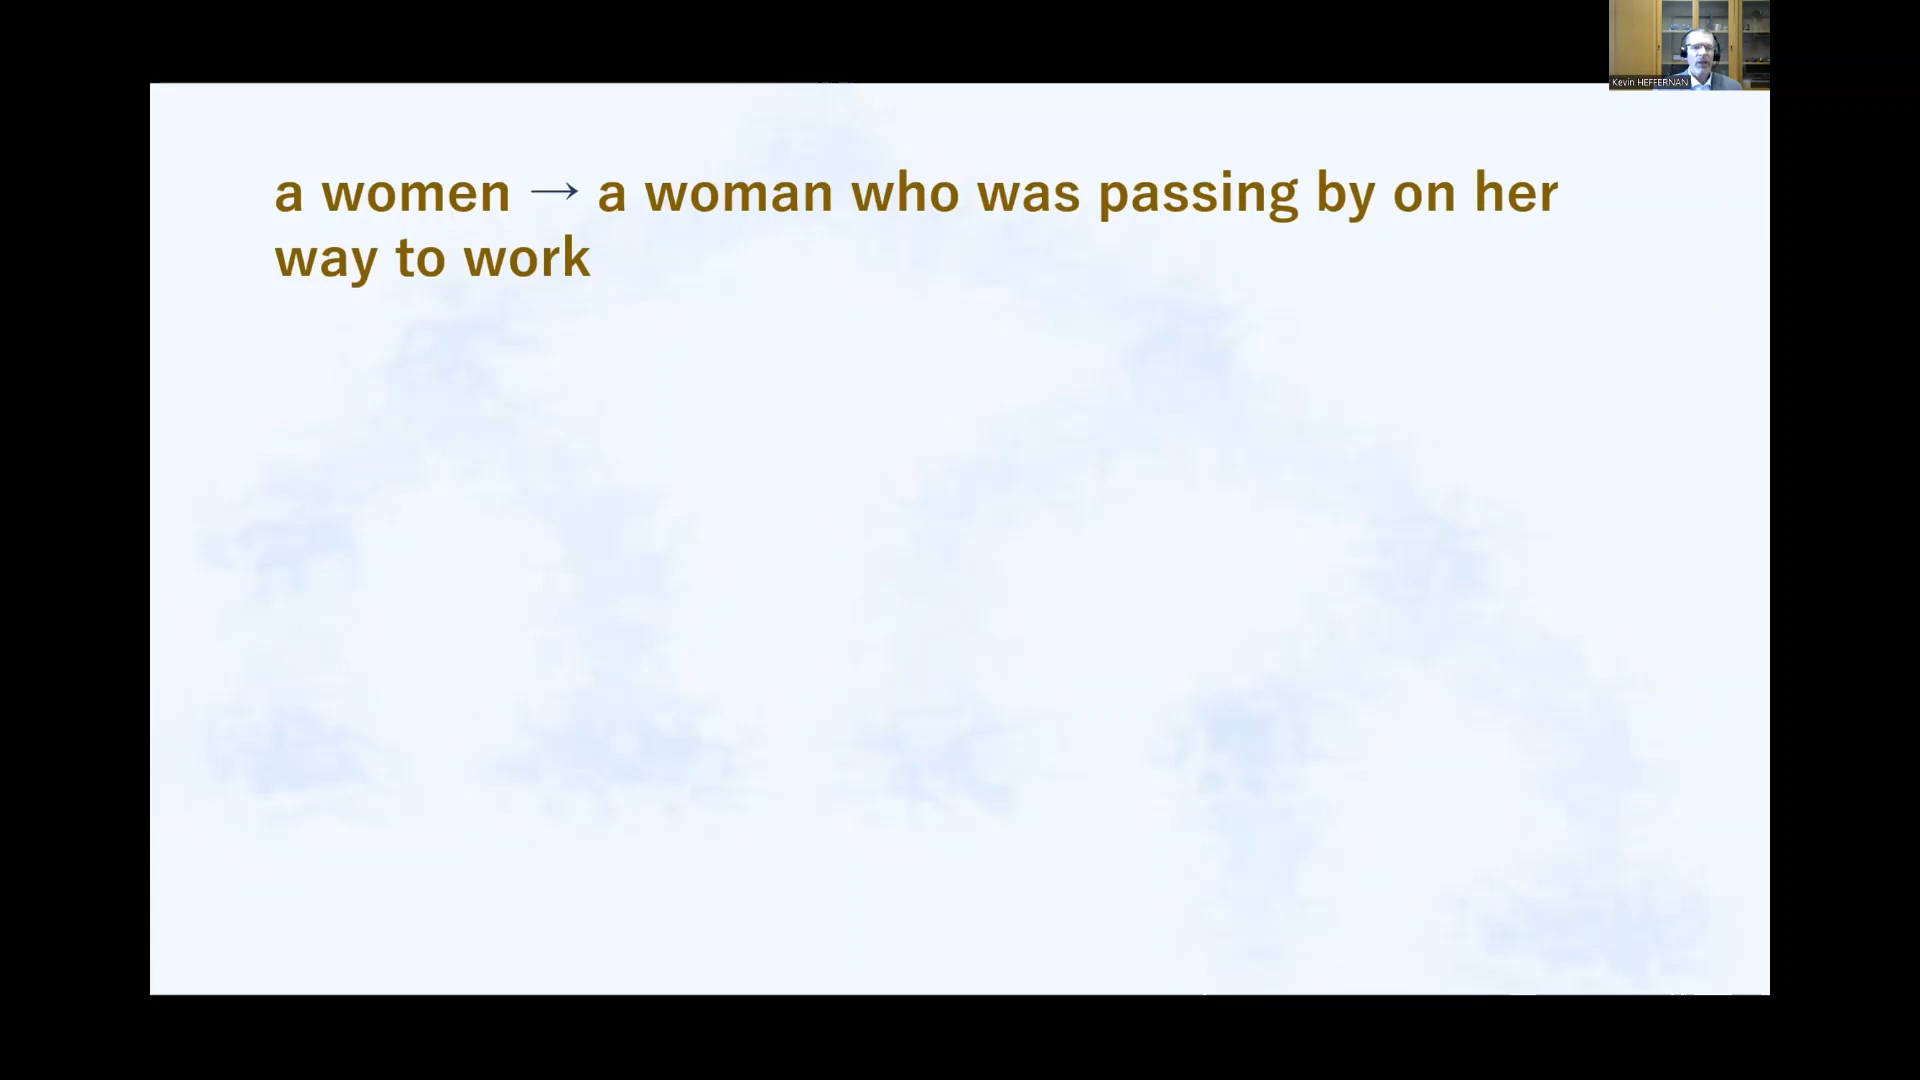 Kevin HEFFERNAN
a women → a woman who was passing by on her
way to work